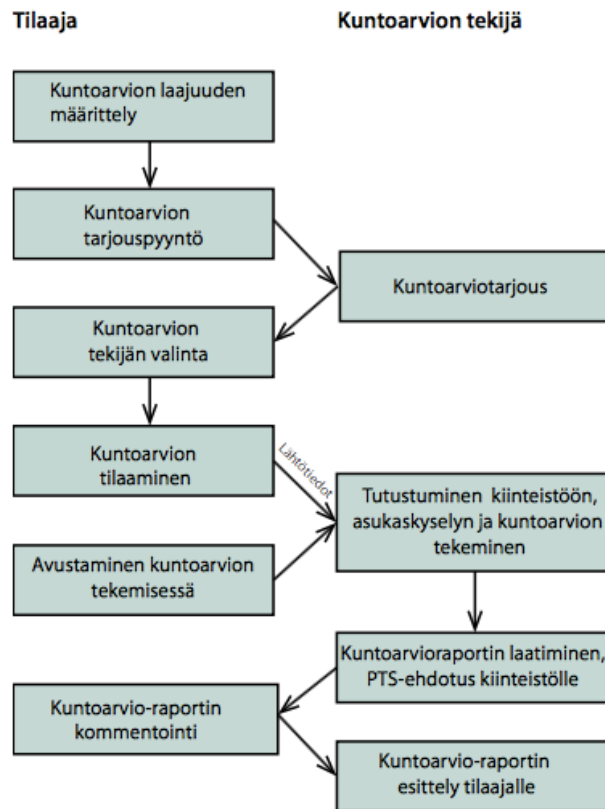 Tilaaja
Kuntoarvion tekijä
Kuntoarvion laajuuden
määrittely
Kuntoarvion
tarjouspyyntö
Kuntoarviotarjous
Kuntoarvion
tekijän valinta
Kuntoarvion
tilaaminen
Lähtötiedot
Tutustuminen kiinteistöön,
asukaskyselyn ja kuntoarvion
tekeminen
Avustaminen kuntoarvion
tekemisessä
Kuntoarvioraportin laatiminen,
PTS-ehdotus kiinteistölle
Kuntoarvio-raportin
kommentointi
Kuntoarvio-raportin
esittely tilaajalle